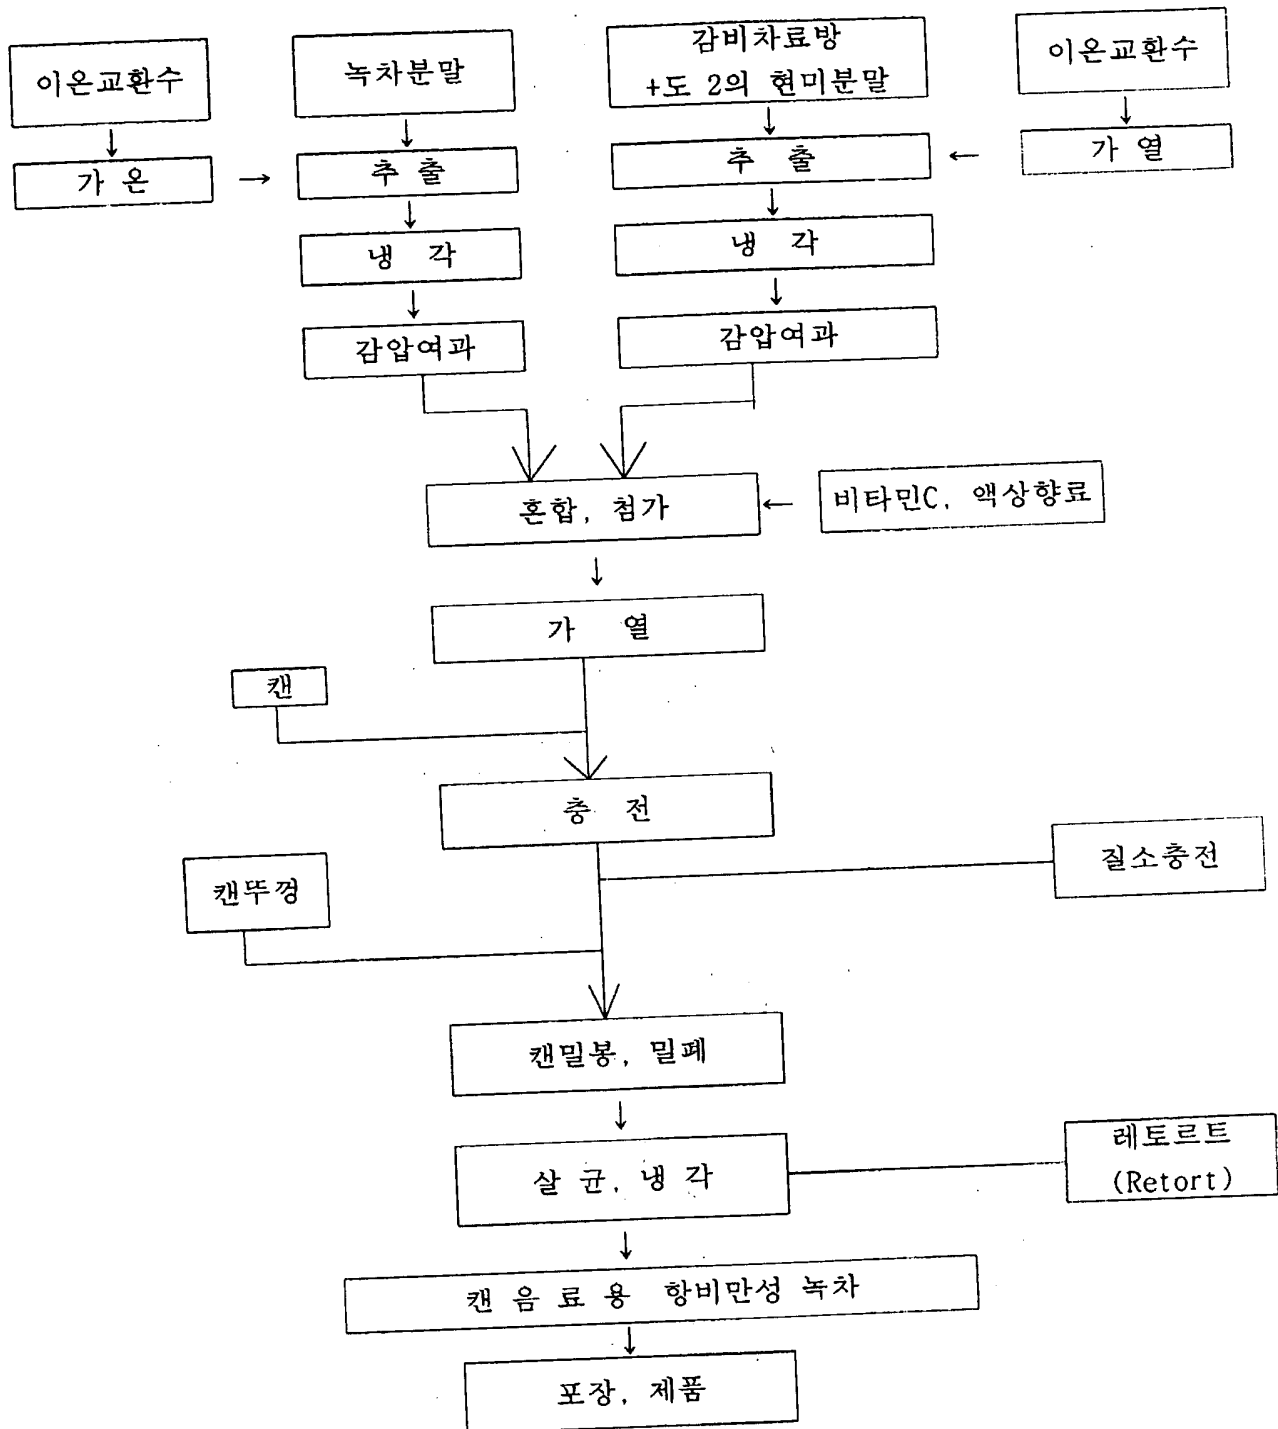 이온교환수
녹차분말
감비차료방
+도 2의 현미분말
이온교환수
가 온
추 출
추 출
가 열
냉 각
냉 각
감압여과
감압여과
혼합, 첨가
비타민C, 액상향료
가 열
캔
충 전
캔뚜껑
질소충전
캔밀봉, 밀폐
살 균, 냉 각
레토르트
(Retort)
캔 음 료 용 항비만성 녹차
포장, 제품